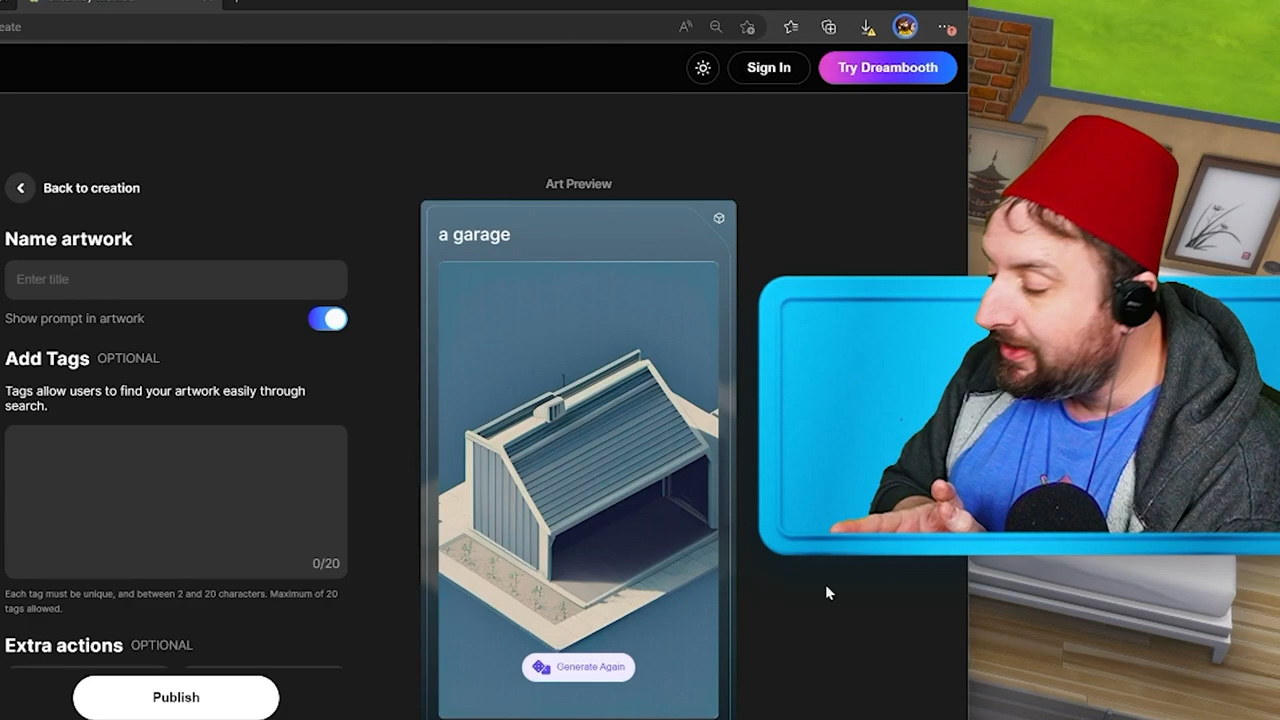 eate
Sign In
Try Dreambooth
Back to creation
Art Preview
Name artwork
a garage
Enter title
Show prompt in artwork
Add Tags OPTIONAL
Tags allow users to find your artwork easily through
search.
0/20
Each tag must be unique, and between 2 and 20 characters. Maximum of 20
tags allowed.
Extra actions OPTIONAL
Generate Again
Publish